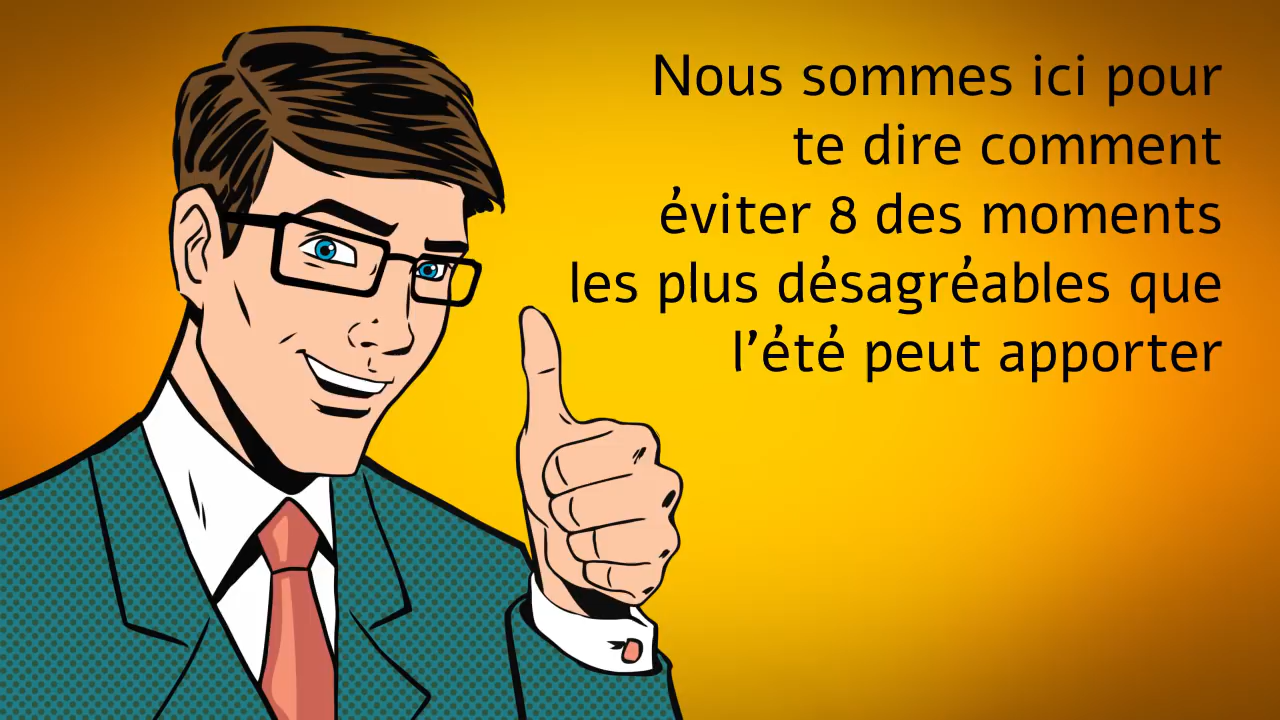 Nous sommes ici pour
te dire comment
éviter 8 des moments
les plus désagréables que
l’été peut apporter